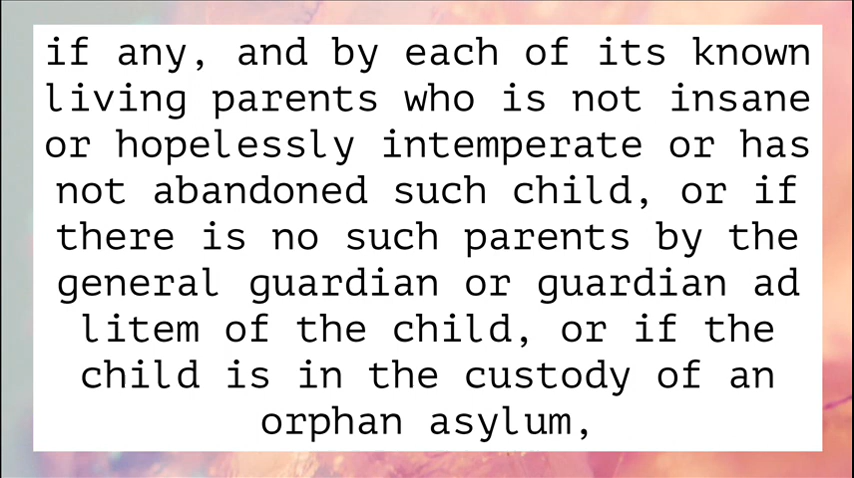 if any, and by each of its known
living parents who is not insane
or hopelessly intemperate or has
not abandoned such child, or if
there is no such parents by the
general guardian or guardian ad
litem of the child, or if the
child is in the custody of an
orphan asylum,